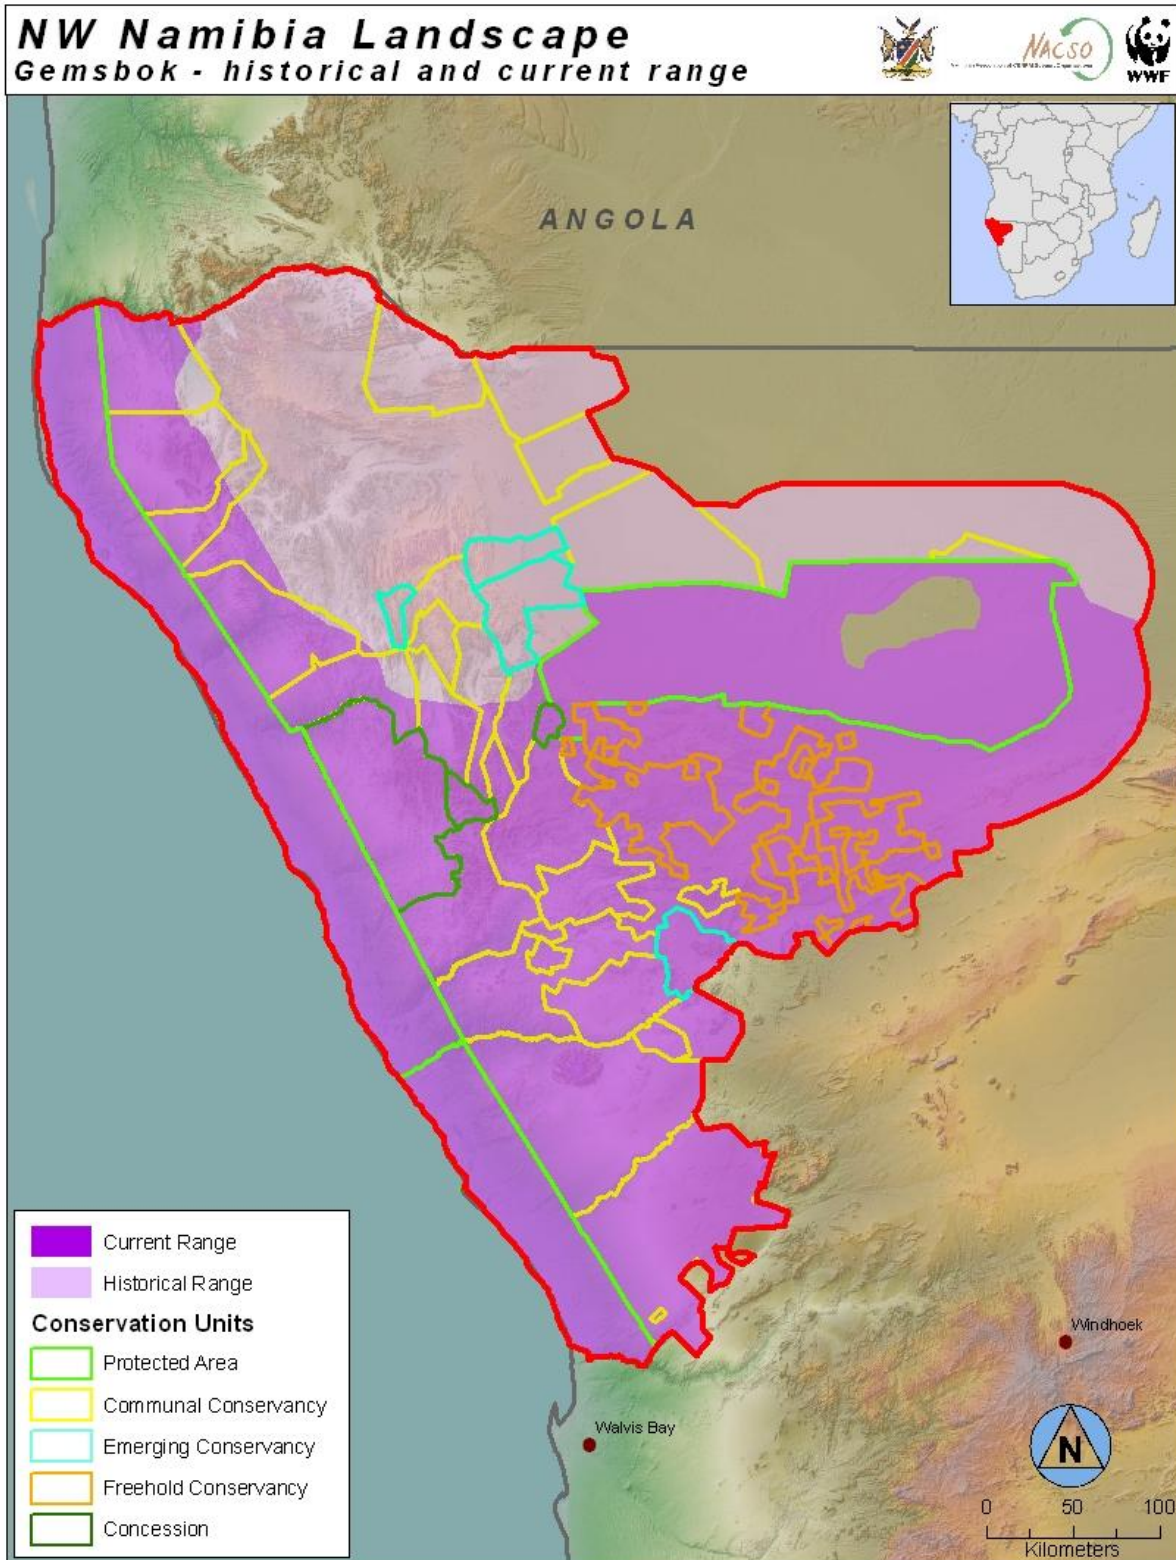 NW Namibia Landscape
Gemsbok - historical and current range
NACSO
WWF
ANGOLA
Current Range
Historical Range
Conservation Units
Protected Area
Communal Conservancy
Emerging Conservancy
Freehold Conservancy
Concession
Windhoek
Walvis Bay
N
0 50 100
Kilometers